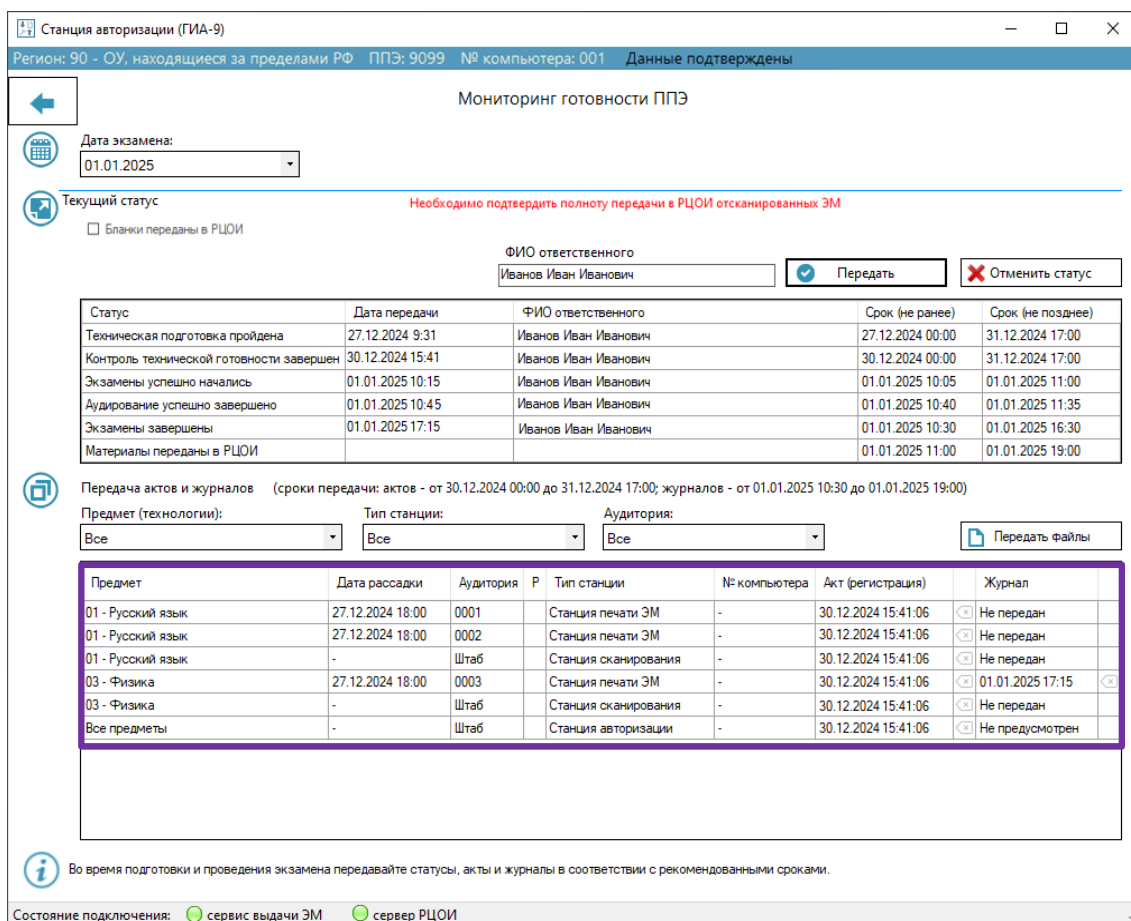 Станция авторизации (ГИА-9)
Регион: 90 - ОУ, находящиеся за пределами РФ ППЭ: 9099 № компьютера: 001 Данные подтверждены
Мониторинг готовности ППЭ
Дата экзамена:
01.01.2025
Текущий статус Необходимо подтвердить полноту передачи в РЦОИ отсканированных ЭМ
Бланки переданы в РЦОИ
ФИО ответственного
Иванов Иван Иванович Передать Отменить статус
Статус Дата передачи ФИО ответственного Срок (не ранее) Срок (не позднее)
Техническая подготовка пройдена 27.12.2024 9:31 Иванов Иван Иванович 27.12.2024 00:00 31.12.2024 17:00
Контроль технической готовности завершен 30.12.2024 15:41 Иванов Иван Иванович 30.12.2024 00:00 31.12.2024 17:00
Экзамены успешно начались 01.01.2025 10:15 Иванов Иван Иванович 01.01.2025 10:05 01.01.2025 11:00
Аудирование успешно завершено 01.01.2025 10:45 Иванов Иван Иванович 01.01.2025 10:40 01.01.2025 11:35
Экзамены завершены 01.01.2025 17:15 Иванов Иван Иванович 01.01.2025 10:30 01.01.2025 16:30
Материалы переданы в РЦОИ 01.01.2025 11:00 01.01.2025 19:00
Передача актов и журналов (сроки передачи: актов - от 30.12.2024 00:00 до 31.12.2024 17:00; журналов - от 01.01.2025 10:30 до 01.01.2025 19:00)
Предмет (технологии): Тип станции: Аудитория:
Все Все Все Передать файлы
Предмет Дата рассадки Аудитория Р Тип станции № компьютера Акт (регистрация) Журнал
01 - Русский язык 27.12.2024 18:00 0001 Станция печати ЭМ - 30.12.2024 15:41:06 Не передан
01 - Русский язык 27.12.2024 18:00 0002 Станция печати ЭМ - 30.12.2024 15:41:06 Не передан
01 - Русский язык - Штаб Станция сканирования - 30.12.2024 15:41:06 Не передан
03 - Физика 27.12.2024 18:00 0003 Станция печати ЭМ - 30.12.2024 15:41:06 01.01.2025 17:15
03 - Физика - Штаб Станция сканирования - 30.12.2024 15:41:06 Не передан
Все предметы - Штаб Станция авторизации - 30.12.2024 15:41:06 Не предусмотрен
Во время подготовки и проведения экзамена передавайте статусы, акты и журналы в соответствии с рекомендованными сроками.
Состояние подключения: сервис выдачи ЭМ сервер РЦОИ